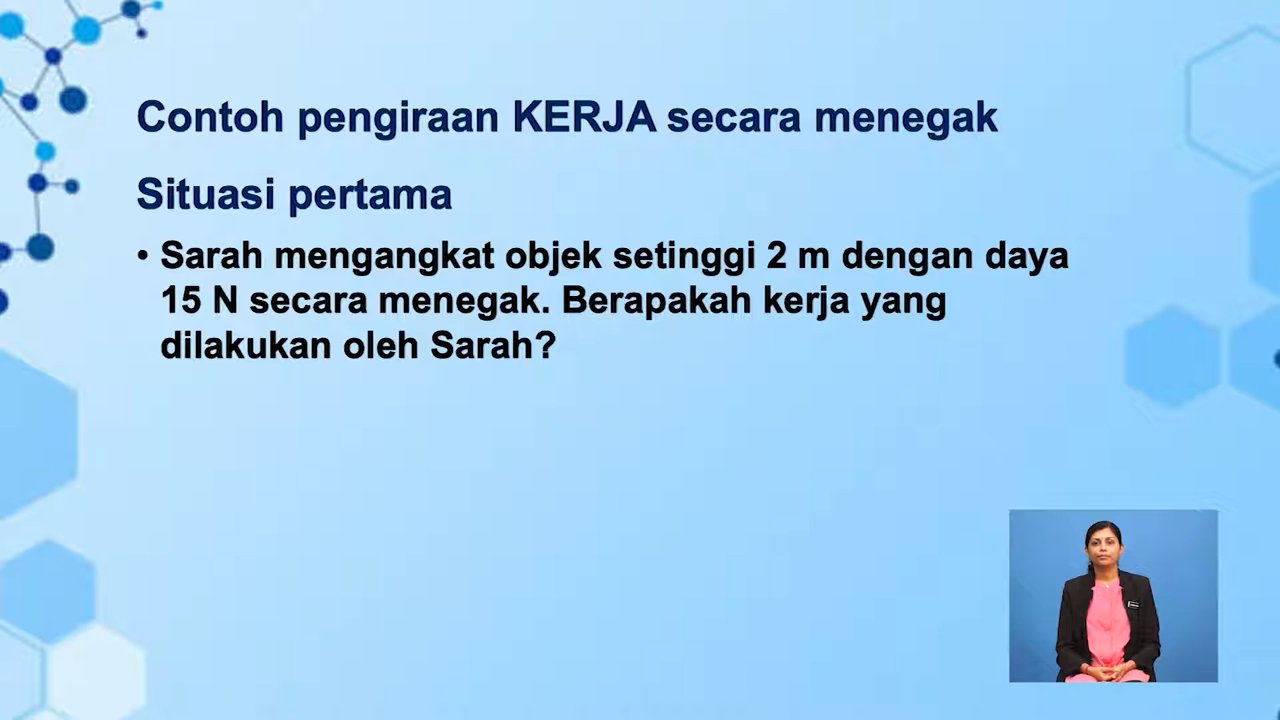 Contoh pengiraan KERJA secara menegak
Situasi pertama
• Sarah mengangkat objek setinggi 2 m dengan daya
15 N secara menegak. Berapakah kerja yang
dilakukan oleh Sarah?